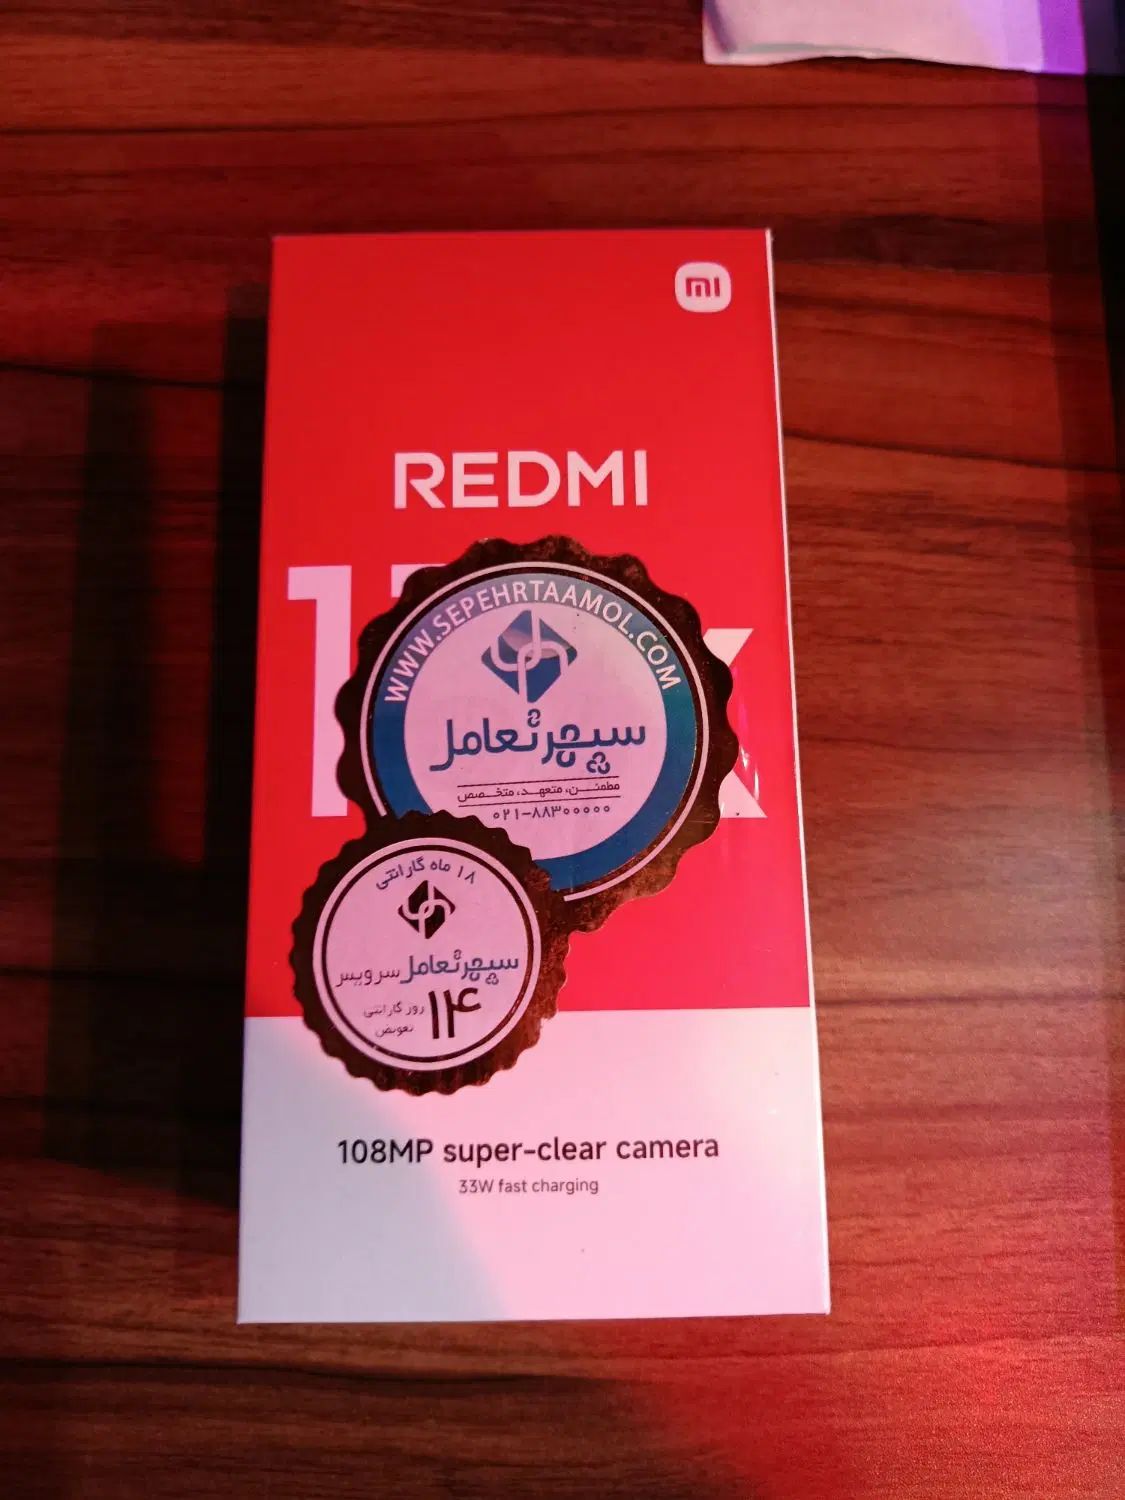 mi
REDMI
WWW.SEPEHRTAAMOL.COM
سپهرتعامل
مطمئن، متعهد، متخصص
۰۲۱-۸۸۳۰۰۰۰۰
۱۸ ماه گارانتی
سپهرتعامل سرویس
۱۴ روز گارانتی
تعویض
108MP super-clear camera
33W fast charging